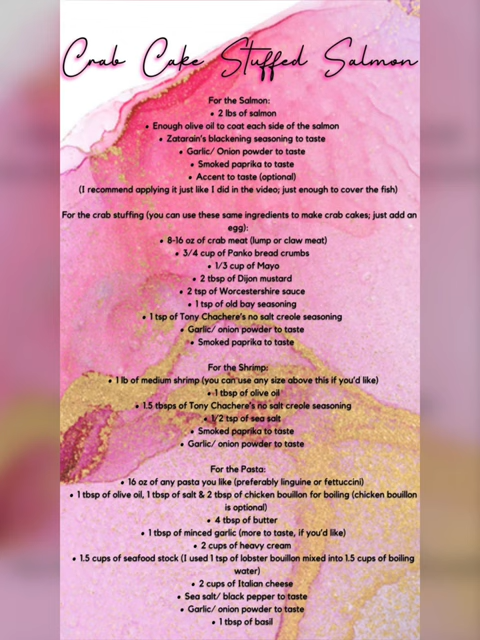 Crab Cake Stuffed Salmon
For the Salmon:
• 2 lbs of salmon
• Enough olive oil to coat each side of the salmon
• Zatarain's blackening seasoning to taste
• Garlic/ Onion powder to taste
• Smoked paprika to taste
• Accent to taste (optional)
(I recommend applying it just like I did in the video; just enough to cover the fish)
For the crab stuffing (you can use these same ingredients to make crab cakes; just add an
egg):
• 8-16 oz of crab meat (lump or claw meat)
• 3/4 cup of Panko bread crumbs
• 1/3 cup of Mayo
• 2 tbsp of Dijon mustard
• 2 tsp of Worcestershire sauce
• 1 tsp of old bay seasoning
• 1 tsp of Tony Chachere's no salt creole seasoning
• Garlic/ onion powder to taste
• Smoked paprika to taste
For the Shrimp:
• 1 lb of medium shrimp (you can use any size above this if you'd like)
• 1 tbsp of olive oil
• 1.5 tbsps of Tony Chachere's no salt creole seasoning
• 1/2 tsp of sea salt
• Smoked paprika to taste
• Garlic/ onion powder to taste
For the Pasta:
• 16 oz of any pasta you like (preferably linguine or fettuccini)
• 1 tbsp of olive oil, 1 tbsp of salt & 2 tbsp of chicken bouillon for boiling (chicken bouillon
is optional)
• 4 tbsp of butter
• 1 tbsp of minced garlic (more to taste, if you'd like)
• 2 cups of heavy cream
• 1.5 cups of seafood stock (I used 1 tsp of lobster bouillon mixed into 1.5 cups of boiling
water)
• 2 cups of Italian cheese
• Sea salt/ black pepper to taste
• Garlic/ onion powder to taste
• 1 tbsp of basil